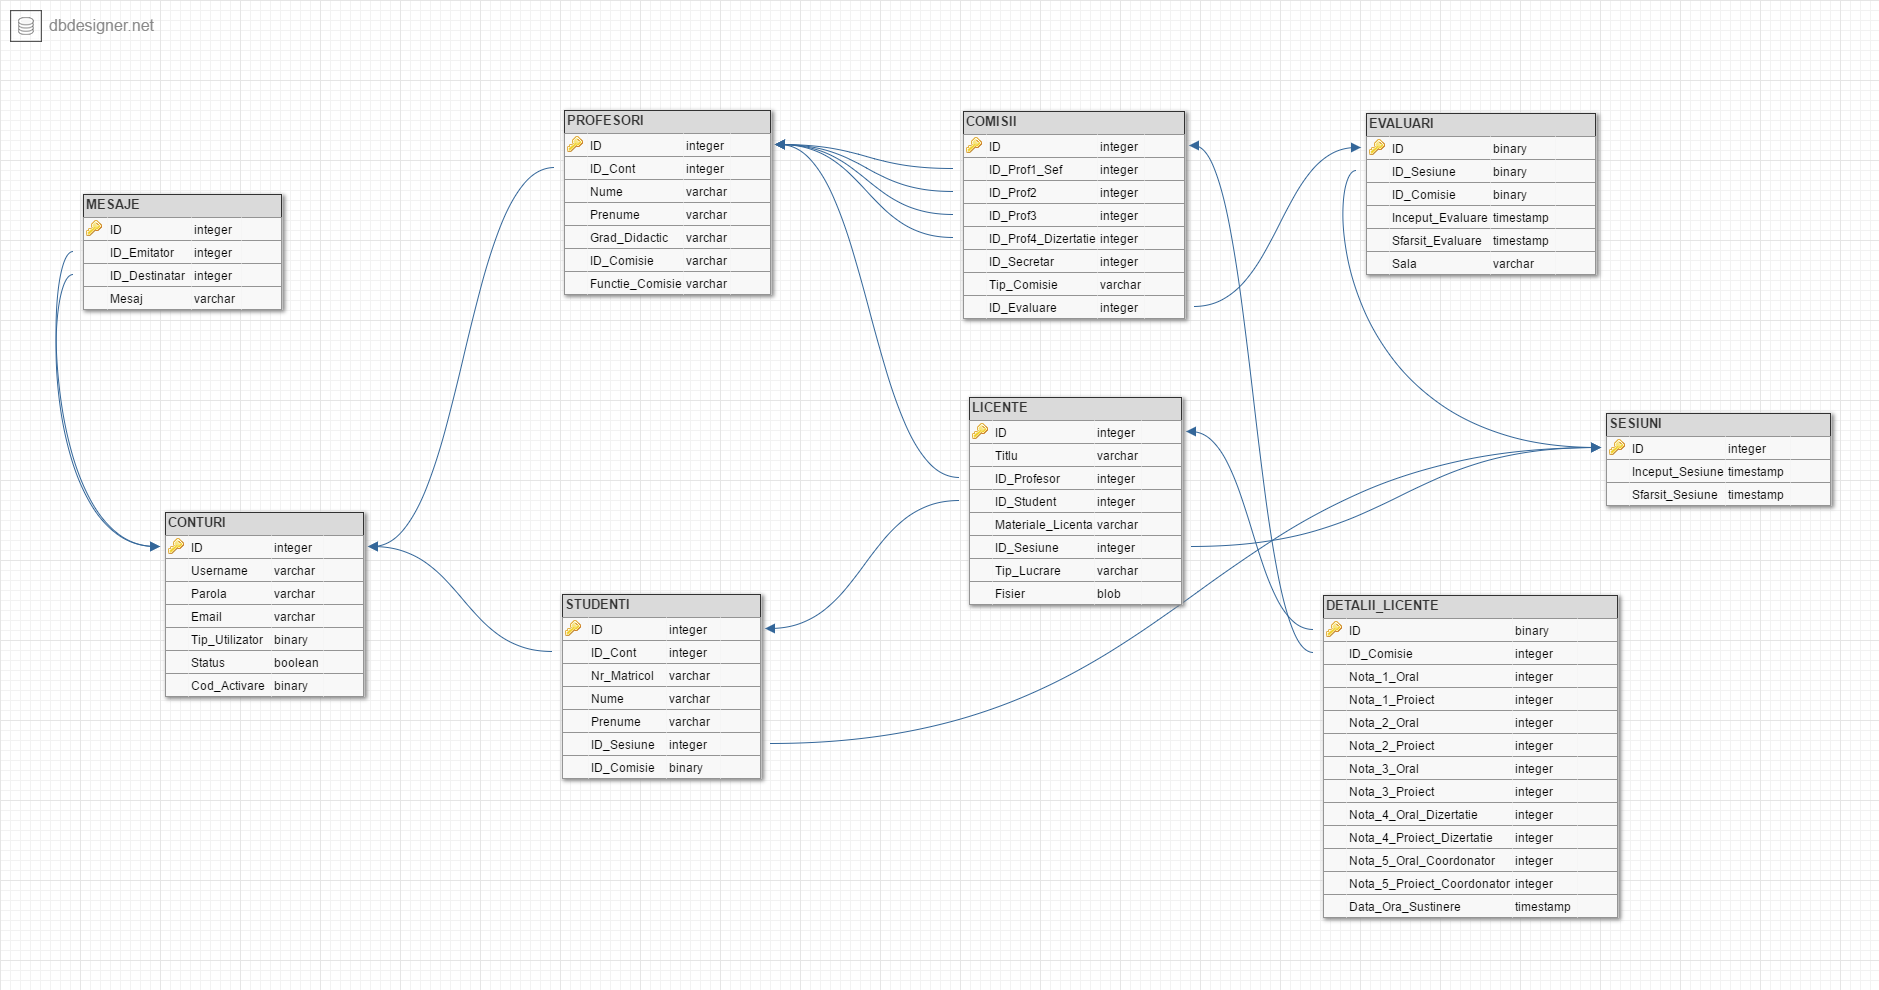 dbdesigner.net
MESAJE
ID integer
ID_Emitator integer
ID_Destinatar integer
Mesaj varchar
CONTURI
ID integer
Username varchar
Parola varchar
Email varchar
Tip_Utilizator binary
Status boolean
Cod_Activare binary
PROFESORI
ID integer
ID_Cont integer
Nume varchar
Prenume varchar
Grad_Didactic varchar
ID_Comisie varchar
Functie_Comisie varchar
STUDENTI
ID integer
ID_Cont integer
Nr_Matricol varchar
Nume varchar
Prenume varchar
ID_Sesiune integer
ID_Comisie binary
COMISII
ID integer
ID_Prof1_Sef integer
ID_Prof2 integer
ID_Prof3 integer
ID_Prof4_Dizertatie integer
ID_Secretar integer
Tip_Comisie varchar
ID_Evaluare integer
LICENTE
ID integer
Titlu varchar
ID_Profesor integer
ID_Student integer
Materiale_Licenta varchar
ID_Sesiune integer
Tip_Lucrare varchar
Fisier blob
EVALUARI
ID binary
ID_Sesiune binary
ID_Comisie binary
Inceput_Evaluare timestamp
Sfarsit_Evaluare timestamp
Sala varchar
SESIUNI
ID integer
Inceput_Sesiune timestamp
Sfarsit_Sesiune timestamp
DETALII_LICENTE
ID binary
ID_Comisie integer
Nota_1_Oral integer
Nota_1_Proiect integer
Nota_2_Oral integer
Nota_2_Proiect integer
Nota_3_Oral integer
Nota_3_Proiect integer
Nota_4_Oral_Dizertatie integer
Nota_4_Proiect_Dizertatie integer
Nota_5_Oral_Coordonator integer
Nota_5_Proiect_Coordonator integer
Data_Ora_Sustinere timestamp